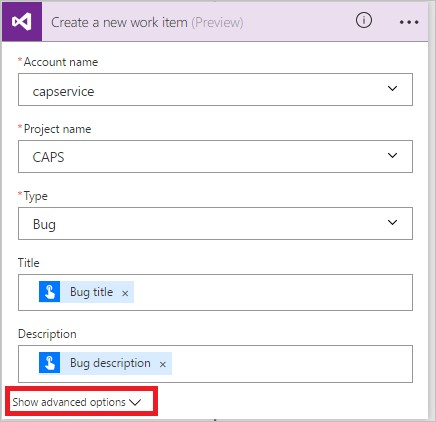 Create a new work item (Preview)
*Account name
capservice
*Project name
CAPS
*Type
Bug
Title
Bug title ×
Description
Bug description ×
Show advanced options